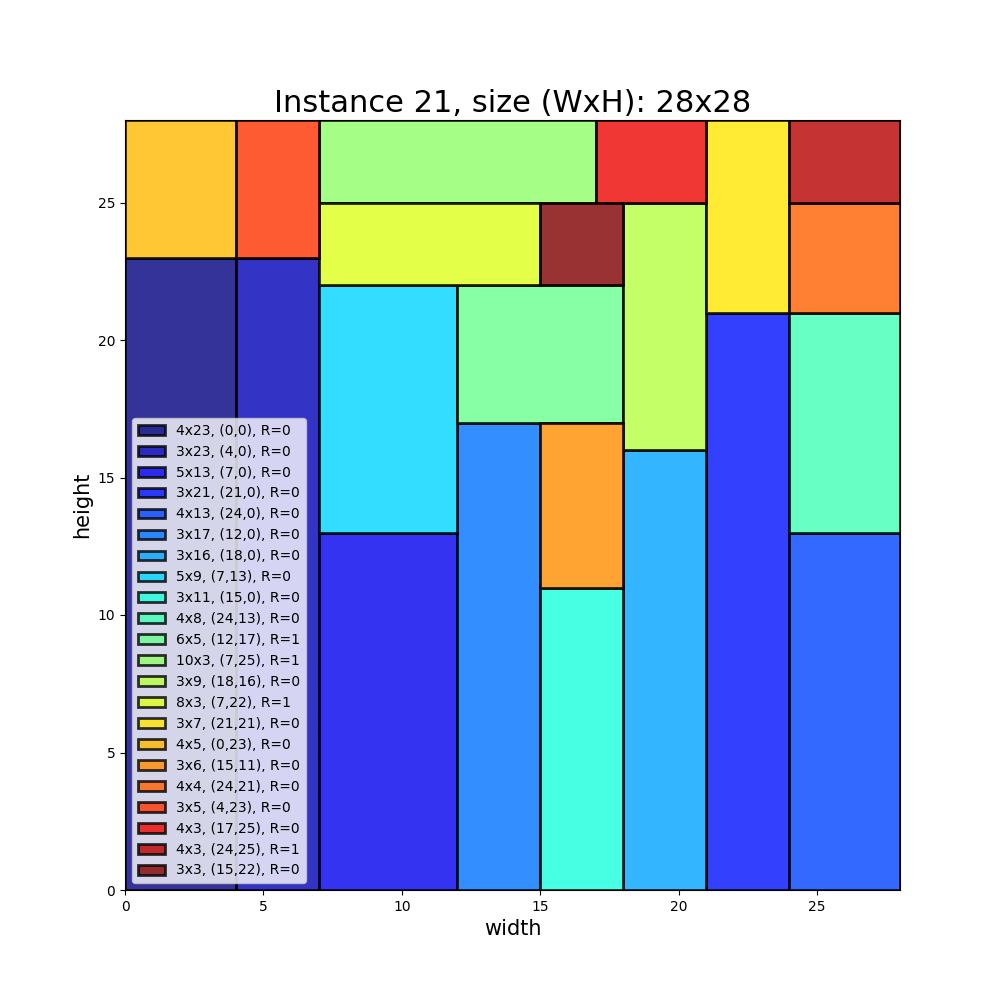 Instance 21, size (WxH): 28x28
height
25
20
15
10
5
0
4x23, (0,0), R=0
3x23, (4,0), R=0
5x13, (7,0), R=0
3x21, (21,0), R=0
4x13, (24,0), R=0
3x17, (12,0), R=0
3x16, (18,0), R=0
5x9, (7,13), R=0
3x11, (15,0), R=0
4x8, (24,13), R=0
6x5, (12,17), R=1
10x3, (7,25), R=1
3x9, (18,16), R=0
8x3, (7,22), R=1
3x7, (21,21), R=0
4x5, (0,23), R=0
3x6, (15,11), R=0
4x4, (24,21), R=0
3x5, (4,23), R=0
4x3, (17,25), R=0
4x3, (24,25), R=1
3x3, (15,22), R=0
0 5 10 15 20 25
width